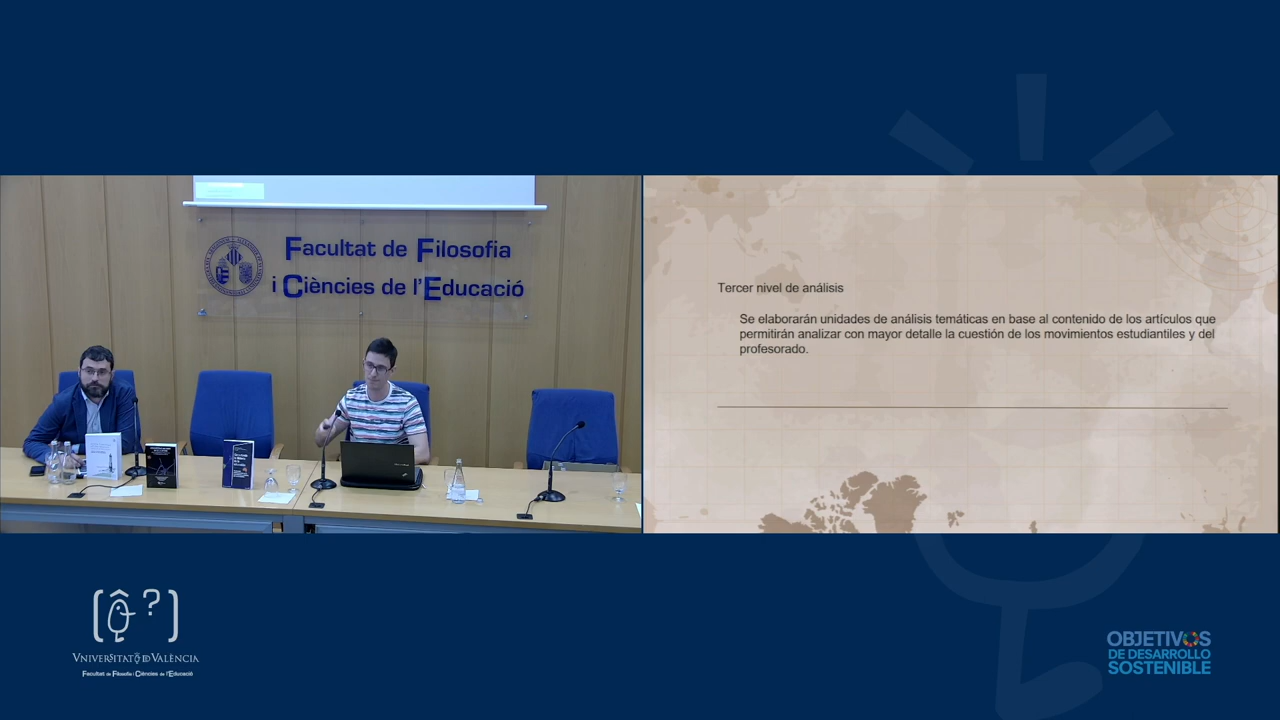 Facultat de Filosofia
i Ciències de l'Educació
Tercer nivel de análisis
Se elaborarán unidades de análisis temáticas en base al contenido de los artículos que
permitirán analizar con mayor detalle la cuestión de los movimientos estudiantiles y del
profesorado.
[ ?]
VNIVERSITAT D VALÈNCIA
Facultat de Filosofia i Ciències de l'Educació
OBJETIVOS
DE DESARROLLO
SOSTENIBLE